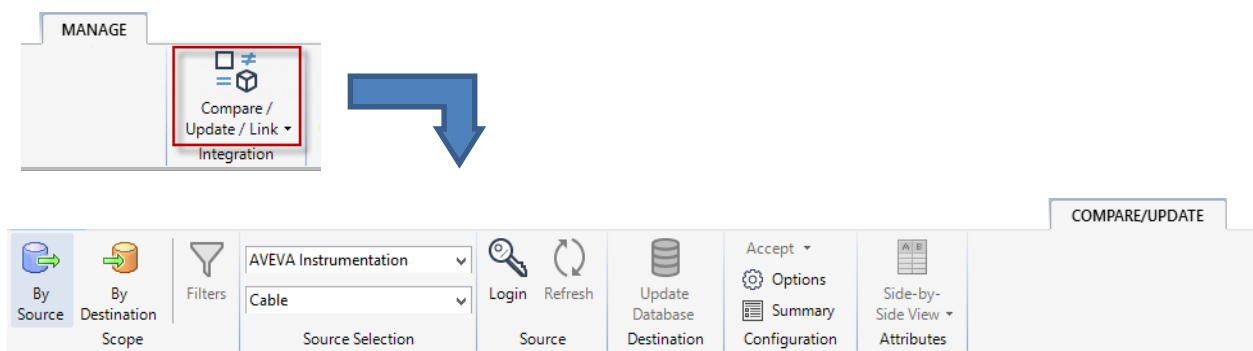 MANAGE
Compare /
Update / Link
Integration
COMPARE/UPDATE
By
Source
By
Destination
Scope
Filters
AVEVA Instrumentation
Cable
Source Selection
Login
Refresh
Source
Update
Database
Destination
Accept
Options
Summary
Configuration
A B
Side-by-
Side View
Attributes